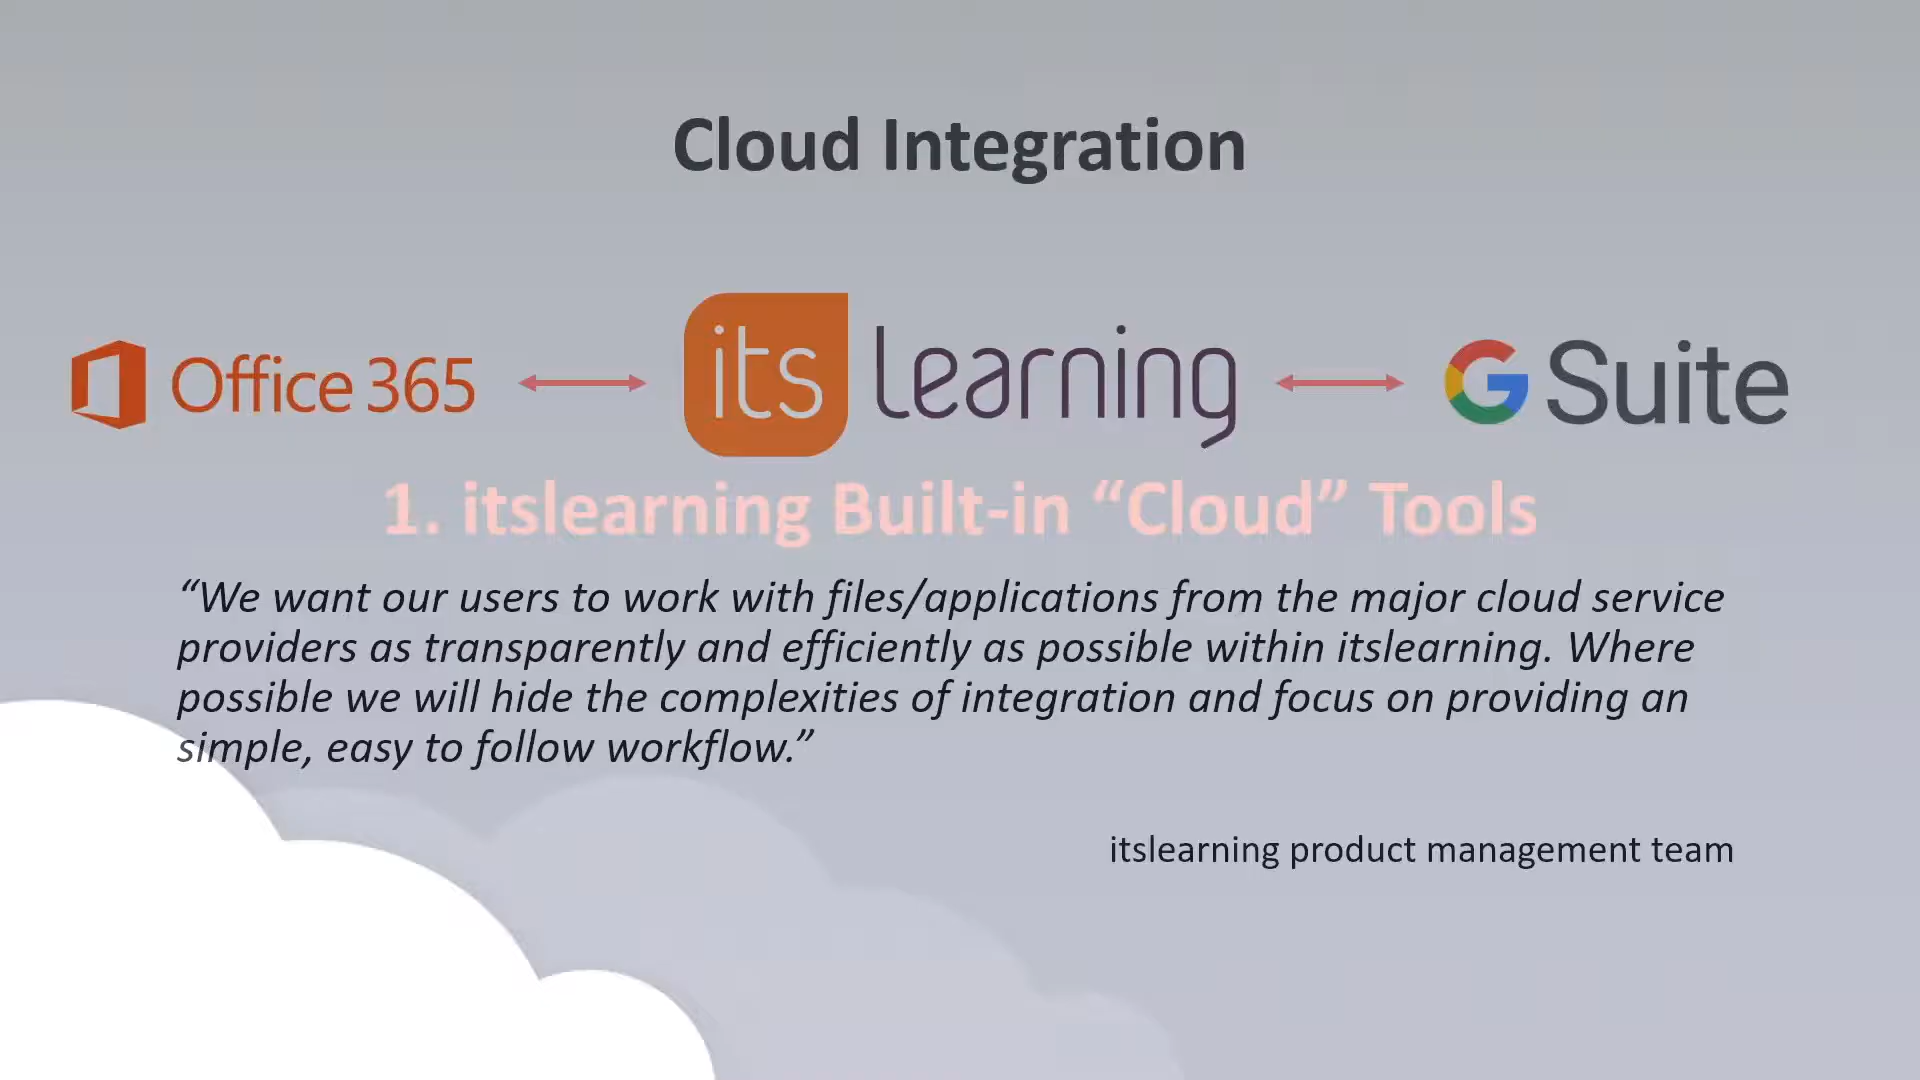 Cloud Integration
Office 365
its learning
G Suite
1. itslearning Built-in “Cloud” Tools
“We want our users to work with files/applications from the major cloud service
providers as transparently and efficiently as possible within itslearning. Where
possible we will hide the complexities of integration and focus on providing an
simple, easy to follow workflow.”
itslearning product management team